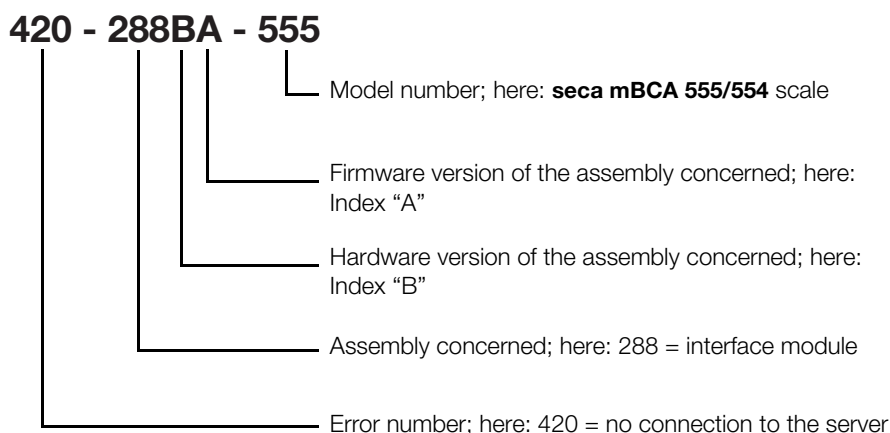 420 - 288BA - 555
Model number; here: seca mBCA 555/554 scale
Firmware version of the assembly concerned; here:
Index “A”
Hardware version of the assembly concerned; here:
Index “B”
Assembly concerned; here: 288 = interface module
Error number; here: 420 = no connection to the server